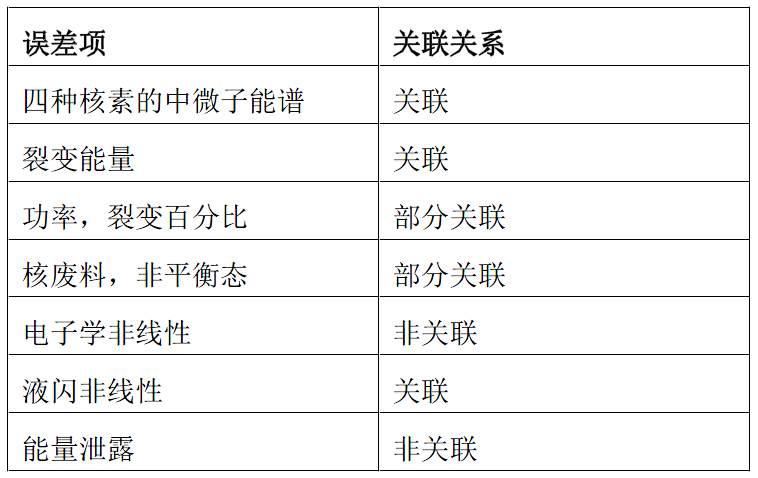 误差项 关联关系
四种核素的中微子能谱 关联
裂变能量 关联
功率，裂变百分比 部分关联
核废料，非平衡态 部分关联
电子学非线性 非关联
液闪非线性 关联
能量泄露 非关联